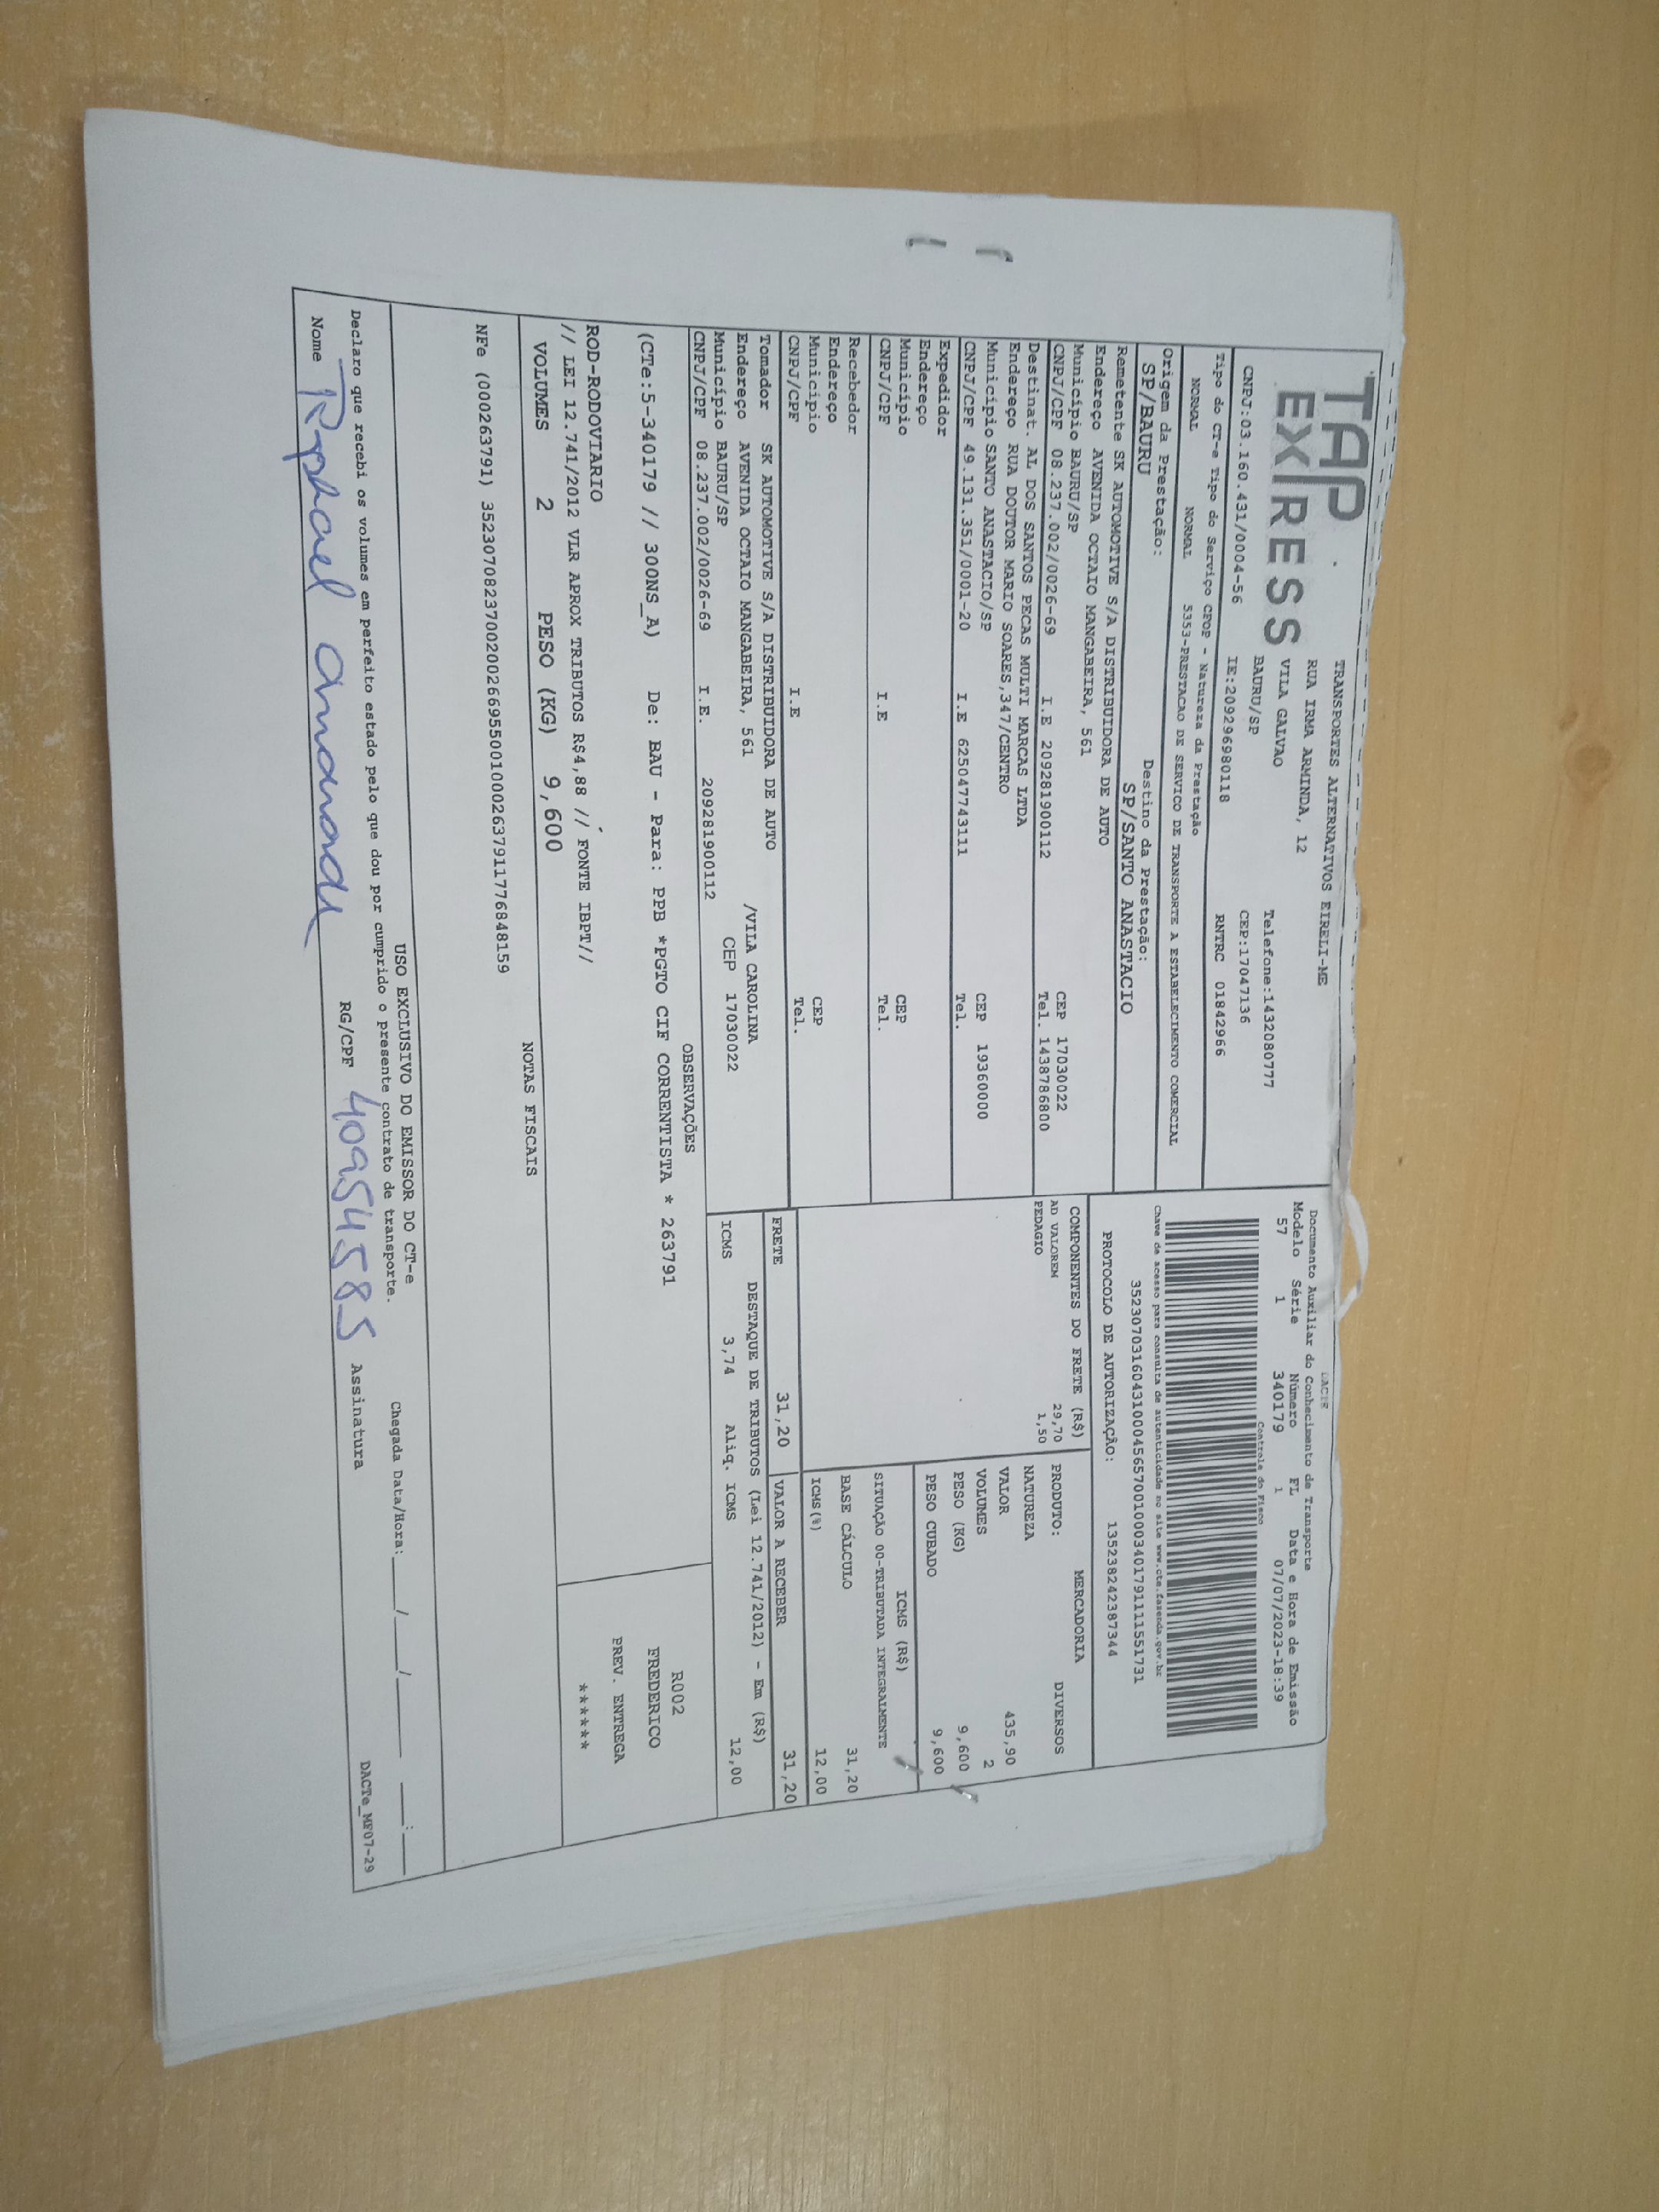 TAP
EXPRESS
TRANSPORTES ALTERNATIVOS EIRELI-ME
RUA IRMA ARMINDA, 12
VILA GALVAO
BAURU/SP
Telefone:1432080777
CEP:17047136
CNPJ:03.160.431/0004-56 IE:209296980118 RNTRC 01842966
DACTE
Documento Auxiliar do Conhecimento de Transporte
Modelo Série Número FL Data e Hora de Emissão
57 1 340179 1 07/07/2023-18:39
Controle do Fisco
Tipo do CT-e Tipo do Serviço CFOP - Natureza da Prestação
NORMAL NORMAL 5353-PRESTACAO DE SERVICO DE TRANSPORTE A ESTABELECIMENTO COMERCIAL
Origem da Prestação: Destino da Prestação:
SP/BAURU SP/SANTO ANASTACIO
Chave de acesso para consulta de autenticidade no site www.cte.fazenda.gov.br
35230703160431000456570010003401791111551731
PROTOCOLO DE AUTORIZAÇÃO: 135238242387344
Remetente SK AUTOMOTIVE S/A DISTRIBUIDORA DE AUTO
Endereço AVENIDA OCTAIO MANGABEIRA, 561
Município BAURU/SP CEP 17030022
CNPJ/CPF 08.237.002/0026-69 I.E 209281900112 Tel. 1438786800
Destinat. AL DOS SANTOS PECAS MULTI MARCAS LTDA
Endereço RUA DOUTOR MARIO SOARES,347/CENTRO
Município SANTO ANASTACIO/SP CEP 19360000
CNPJ/CPF 49.131.351/0001-20 I.E 625047743111 Tel.
Expedidor
Endereço
Município CEP
CNPJ/CPF I.E Tel.
Recebedor
Endereço
Município CEP
CNPJ/CPF I.E Tel.
Tomador SK AUTOMOTIVE S/A DISTRIBUIDORA DE AUTO
Endereço AVENIDA OCTAIO MANGABEIRA, 561 /VILA CAROLINA
Município BAURU/SP CEP 17030022
CNPJ/CPF 08.237.002/0026-69 I.E. 209281900112
COMPONENTES DO FRETE (R$)
AD VALOREM 29,70
PEDAGIO 1,50
MERCADORIA
PRODUTO: DIVERSOS
NATUREZA
VALOR 435,90
VOLUMES 2
PESO (KG) 9,600
PESO CUBADO 9,600
ICMS (R$)
SITUAÇÃO 00-TRIBUTADA INTEGRALMENTE
BASE CÁLCULO 31,20
ICMS(%) 12,00
FRETE 31,20 VALOR A RECEBER 31,20
DESTAQUE DE TRIBUTOS (Lei 12.741/2012) - Em (R$)
ICMS 3,74 Aliq. ICMS 12,00
OBSERVAÇÕES
(CTe:5-340179 // 300NS_A) De: BAU - Para: PPB *PGTO CIF CORRENTISTA * 263791
ROD-RODOVIARIO
// LEI 12.741/2012 VLR APROX TRIBUTOS R$4,88 // FONTE IBPT//
R002
FREDERICO
PREV. ENTREGA
******
VOLUMES 2 PESO (KG) 9,600
NOTAS FISCAIS
NFe (000263791) 35230708237002002669550010002637911776848159
USO EXCLUSIVO DO EMISSOR DO CT-e
Declaro que recebi os volumes em perfeito estado pelo que dou por cumprido o presente contrato de transporte.
Chegada Data/Hora:____/____/______ ____:____
Nome Raphael RG/CPF 409545585 Assinatura
DACTe_MF07-29